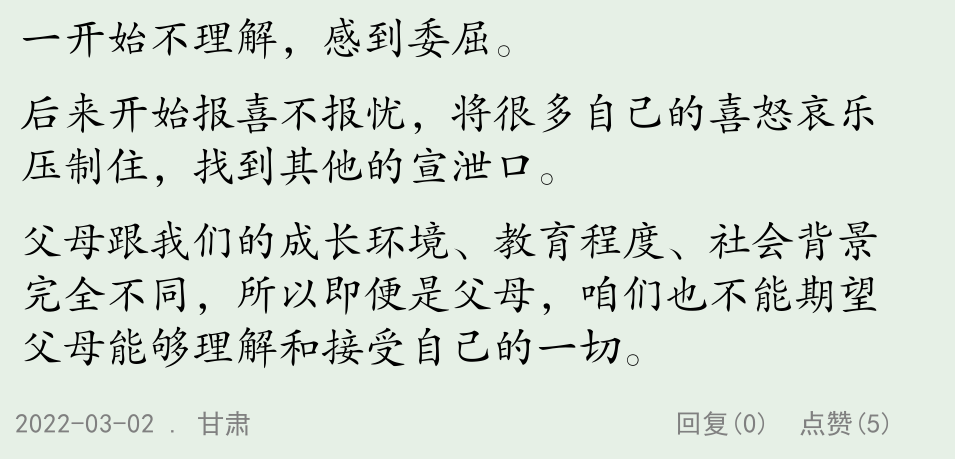 一开始不理解，感到委屈。
后来开始报喜不报忧，将很多自己的喜怒哀乐
压制住，找到其他的宣泄口。
父母跟我们的成长环境、教育程度、社会背景
完全不同，所以即便是父母，咱们也不能期望
父母能够理解和接受自己的一切。
2022-03-02 . 甘肃 回复(0) 点赞(5)